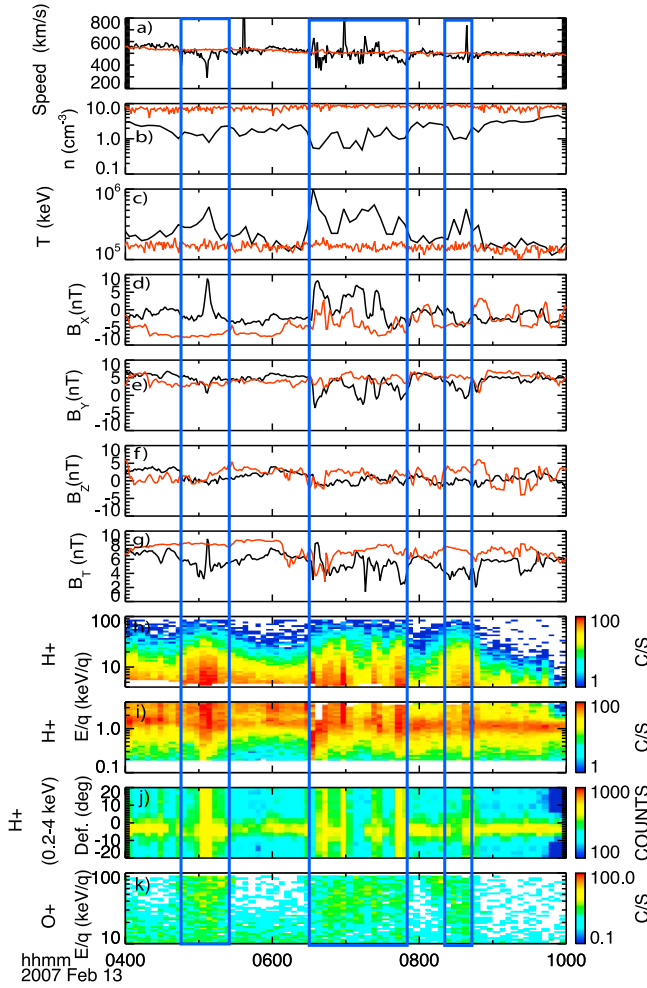 a)
800
600
400
200
Speed (km/s)
b)
10.0
1.0
0.1
n (cm-3)
c)
10^6
10^5
T (keV)
d)
10
5
0
-5
-10
B_X(nT)
e)
10
5
0
-5
-10
B_Y(nT)
f)
10
5
0
-5
-10
B_Z(nT)
g)
10
8
6
4
2
0
B_T (nT)
h)
100
10
H+
E/q (keV/q)
100
1
C/S
i)
1.0
0.1
H+
100
1
C/S
j)
20
10
0
-10
-20
H+
(0.2-4 keV)
Def. (deg)
1000
100
COUNTS
k)
100
10
O+
E/q (keV/q)
100.0
0.1
C/S
0400 0600 0800 1000
hhmm
2007 Feb 13